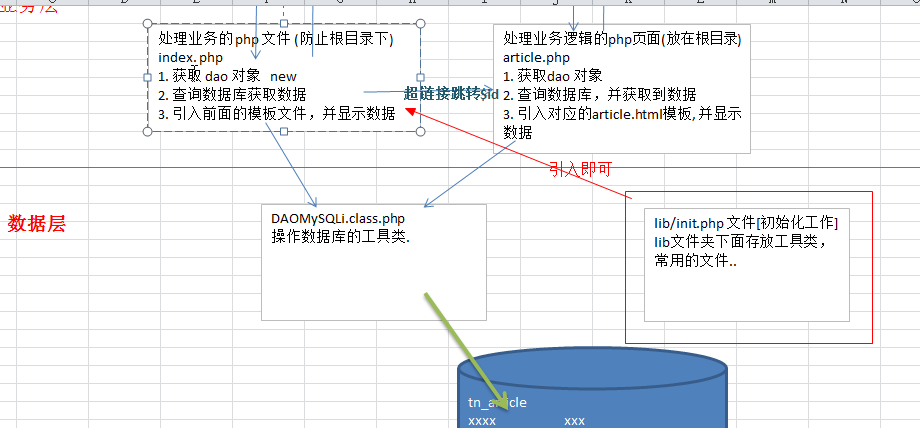 业务层
处理业务的php文件(防止根目录下)
index.php
1. 获取 dao 对象 new
2. 查询数据库获取数据
3. 引入前面的模板文件，并显示数据
超链接跳转$id
处理业务逻辑的php页面(放在根目录)
article.php
1. 获取dao 对象
2. 查询数据库，并获取到数据
3. 引入对应的article.html模板, 并显示
数据
引入即可
数据层
DAOMySQLi.class.php
操作数据库的工具类.
lib/init.php 文件[初始化工作]
lib文件夹下面存放工具类，
常用的文件..
tn_article
xxxx xxx